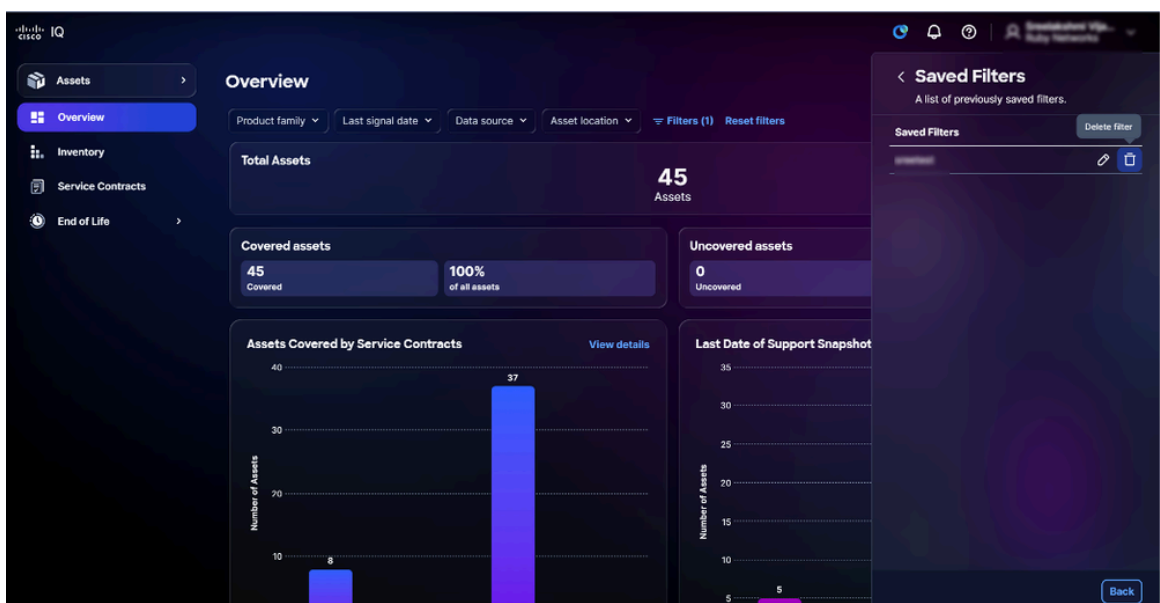 cisco IQ
Assets
Overview
Inventory
Service Contracts
End of Life
Overview
Product family Last signal date Data source Asset location Filters (1) Reset filters
Total Assets
45
Assets
Covered assets
45
Covered
100%
of all assets
Uncovered assets
0
Uncovered
Assets Covered by Service Contracts View details
40
37
30
Number of Assets
20
10
8
Last Date of Support Snapshot
35
30
25
Number of Assets
20
15
10
5
5
Saved Filters
A list of previously saved filters.
Saved Filters
Delete filter
Back